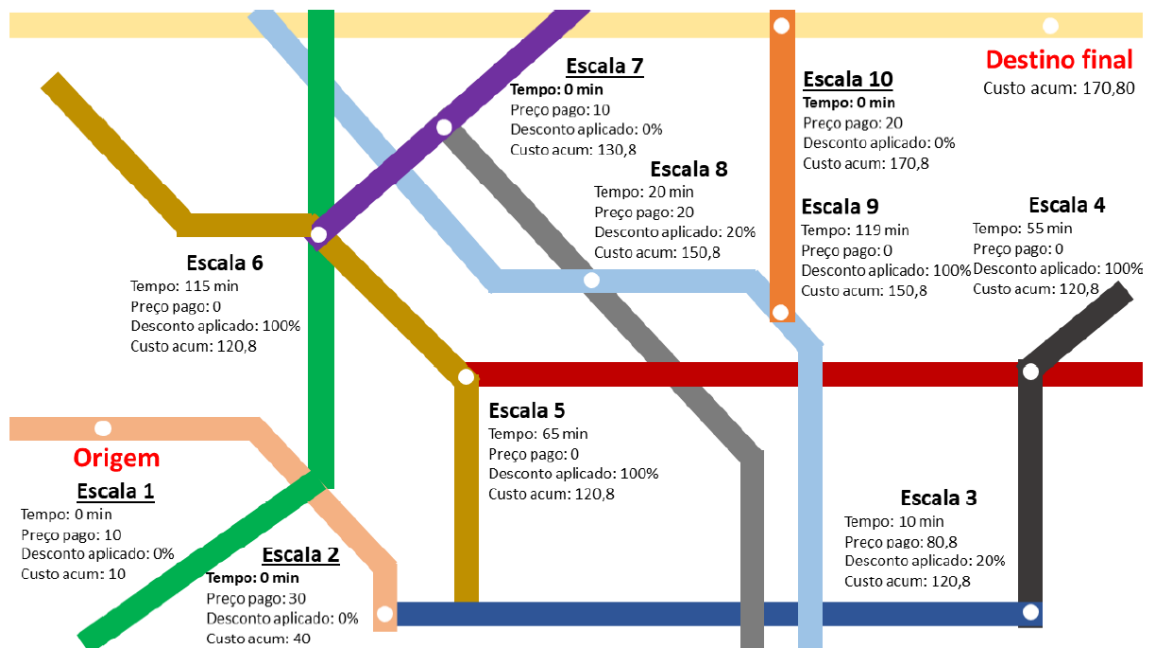 Escala 7
Tempo: 0 min
Preço pago: 10
Desconto aplicado: 0%
Custo acum: 130,8
Escala 10
Tempo: 0 min
Preço pago: 20
Desconto aplicado: 0%
Custo acum: 170,8
Destino final
Custo acum: 170,80
Escala 8
Tempo: 20 min
Preço pago: 20
Desconto aplicado: 20%
Custo acum: 150,8
Escala 9
Tempo: 119 min
Preço pago: 0
Desconto aplicado: 100%
Custo acum: 150,8
Escala 4
Tempo: 55 min
Preço pago: 0
Desconto aplicado: 100%
Custo acum: 120,8
Escala 6
Tempo: 115 min
Preço pago: 0
Desconto aplicado: 100%
Custo acum: 120,8
Escala 5
Tempo: 65 min
Preço pago: 0
Desconto aplicado: 100%
Custo acum: 120,8
Origem
Escala 1
Tempo: 0 min
Preço pago: 10
Desconto aplicado: 0%
Custo acum: 10
Escala 2
Tempo: 0 min
Preço pago: 30
Desconto aplicado: 0%
Custo acum: 40
Escala 3
Tempo: 10 min
Preço pago: 80,8
Desconto aplicado: 20%
Custo acum: 120,8